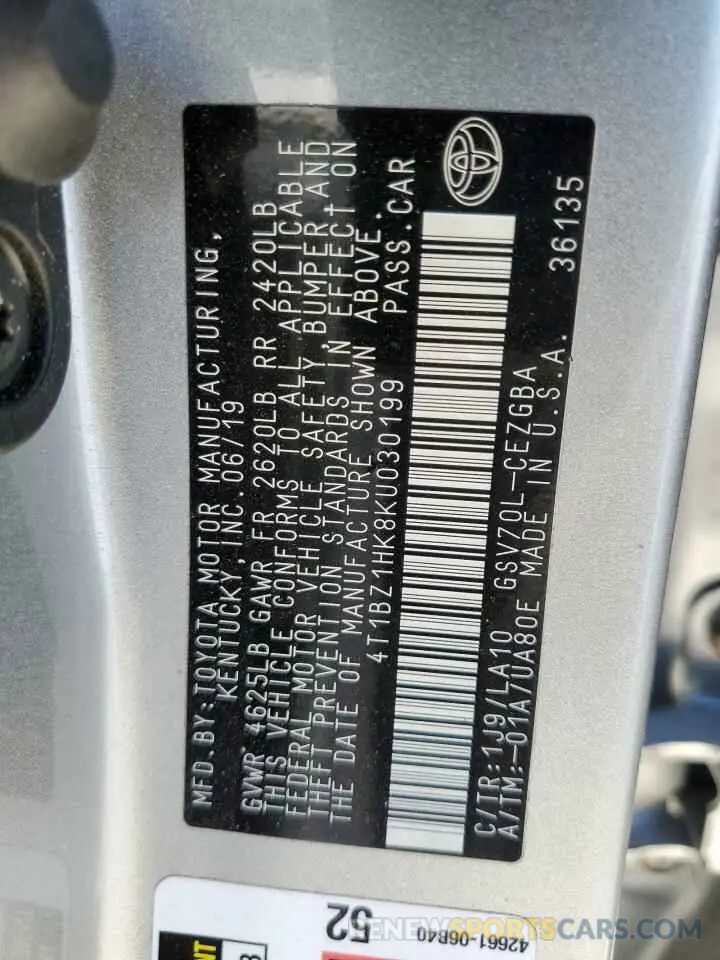 MFD.BY:TOYOTA MOTOR MANUFACTURING,
KENTUCKY, INC. 06/19
GVWR 4625LB GAWR FR 2620LB RR 2420LB
THIS VEHICLE CONFORMS TO ALL APPLICABLE
FEDERAL MOTOR VEHICLE SAFETY, BUMPER, AND
THEFT PREVENTION STANDARDS IN EFFECT ON
THE DATE OF MANUFACTURE SHOWN ABOVE.
4T1BZ1HK8KU030199 PASS.CAR
C/TR:1J9/LA10 GSV70L-CEZGBA
A/TM:-01A/UA80E MADE IN U.S.A. 36135
52
42661-06B40
RENEWSPORTSCARS.COM